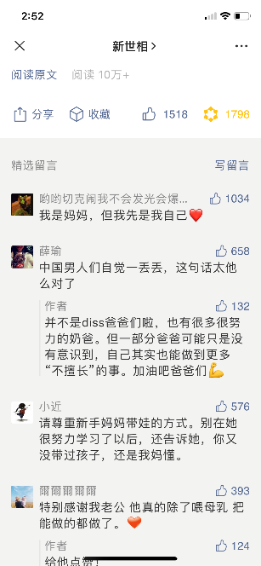 2:52
新世相 >
阅读原文 阅读 10万+
分享 收藏 1518 1798
精选留言 写留言
哟哟切克闹我不会发光会爆... 1034
我是妈妈，但我先是我自己❤️
薛瑜 658
中国男人们自觉一丢丢，这句话太他
么对了
作者 132
并不是diss爸爸们啦，也有很多很努
力的奶爸。但一部分爸爸可能只是没
有意识到，自己其实也能做到更多
“不擅长”的事。加油吧爸爸们💪
小近 576
请尊重新手妈妈带娃的方式。别在她
很努力学习了以后，还告诉她，你又
没带过孩子，还是我妈懂。
爾爾爾爾爾 393
特别感谢我老公 他真的除了喂母乳 把
能做的都做了。❤️
作者 124
给他点赞！